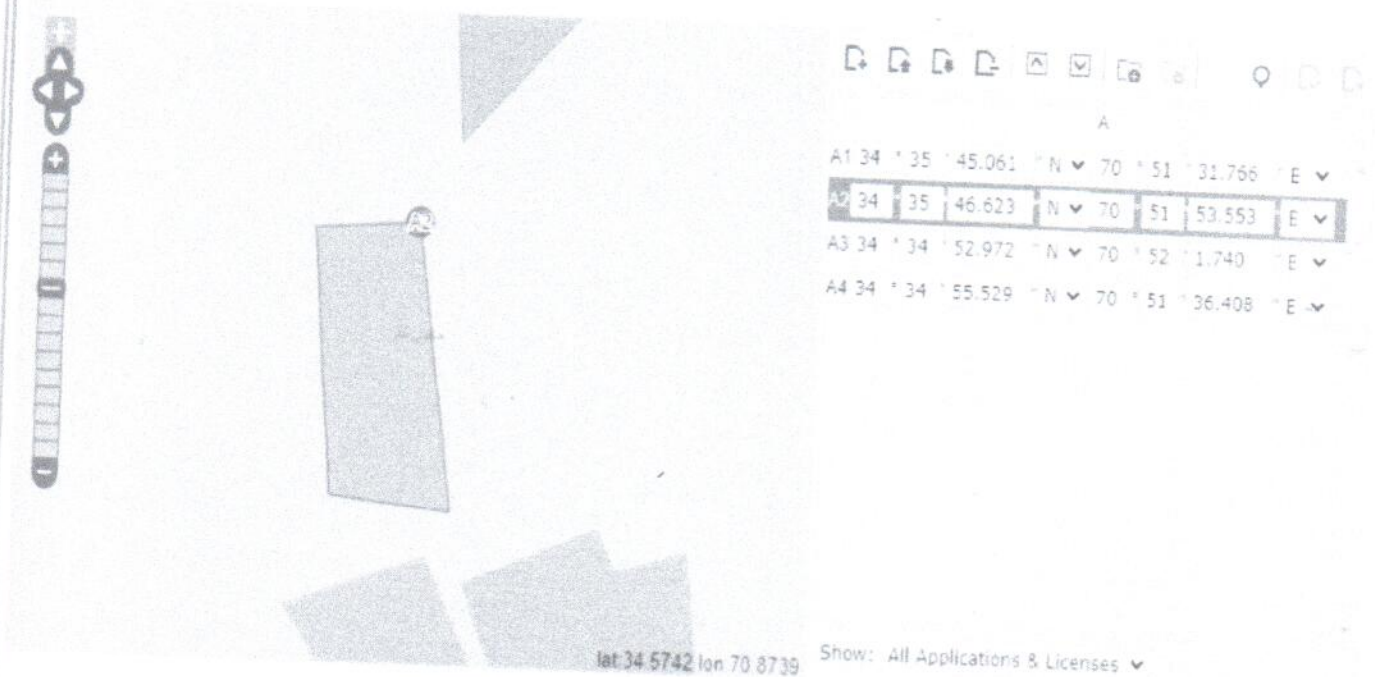 A
A1 34 ° 35 ' 45.061 " N 70 ° 51 ' 31.766 " E
A2 34 ° 35 ' 46.623 " N 70 ° 51 ' 53.553 " E
A3 34 ° 34 ' 52.972 " N 70 ° 52 ' 1.740 " E
A4 34 ° 34 ' 55.529 " N 70 ° 51 ' 36.408 " E
A2
lat 34.5742 lon 70.8739
Show: All Applications & Licenses